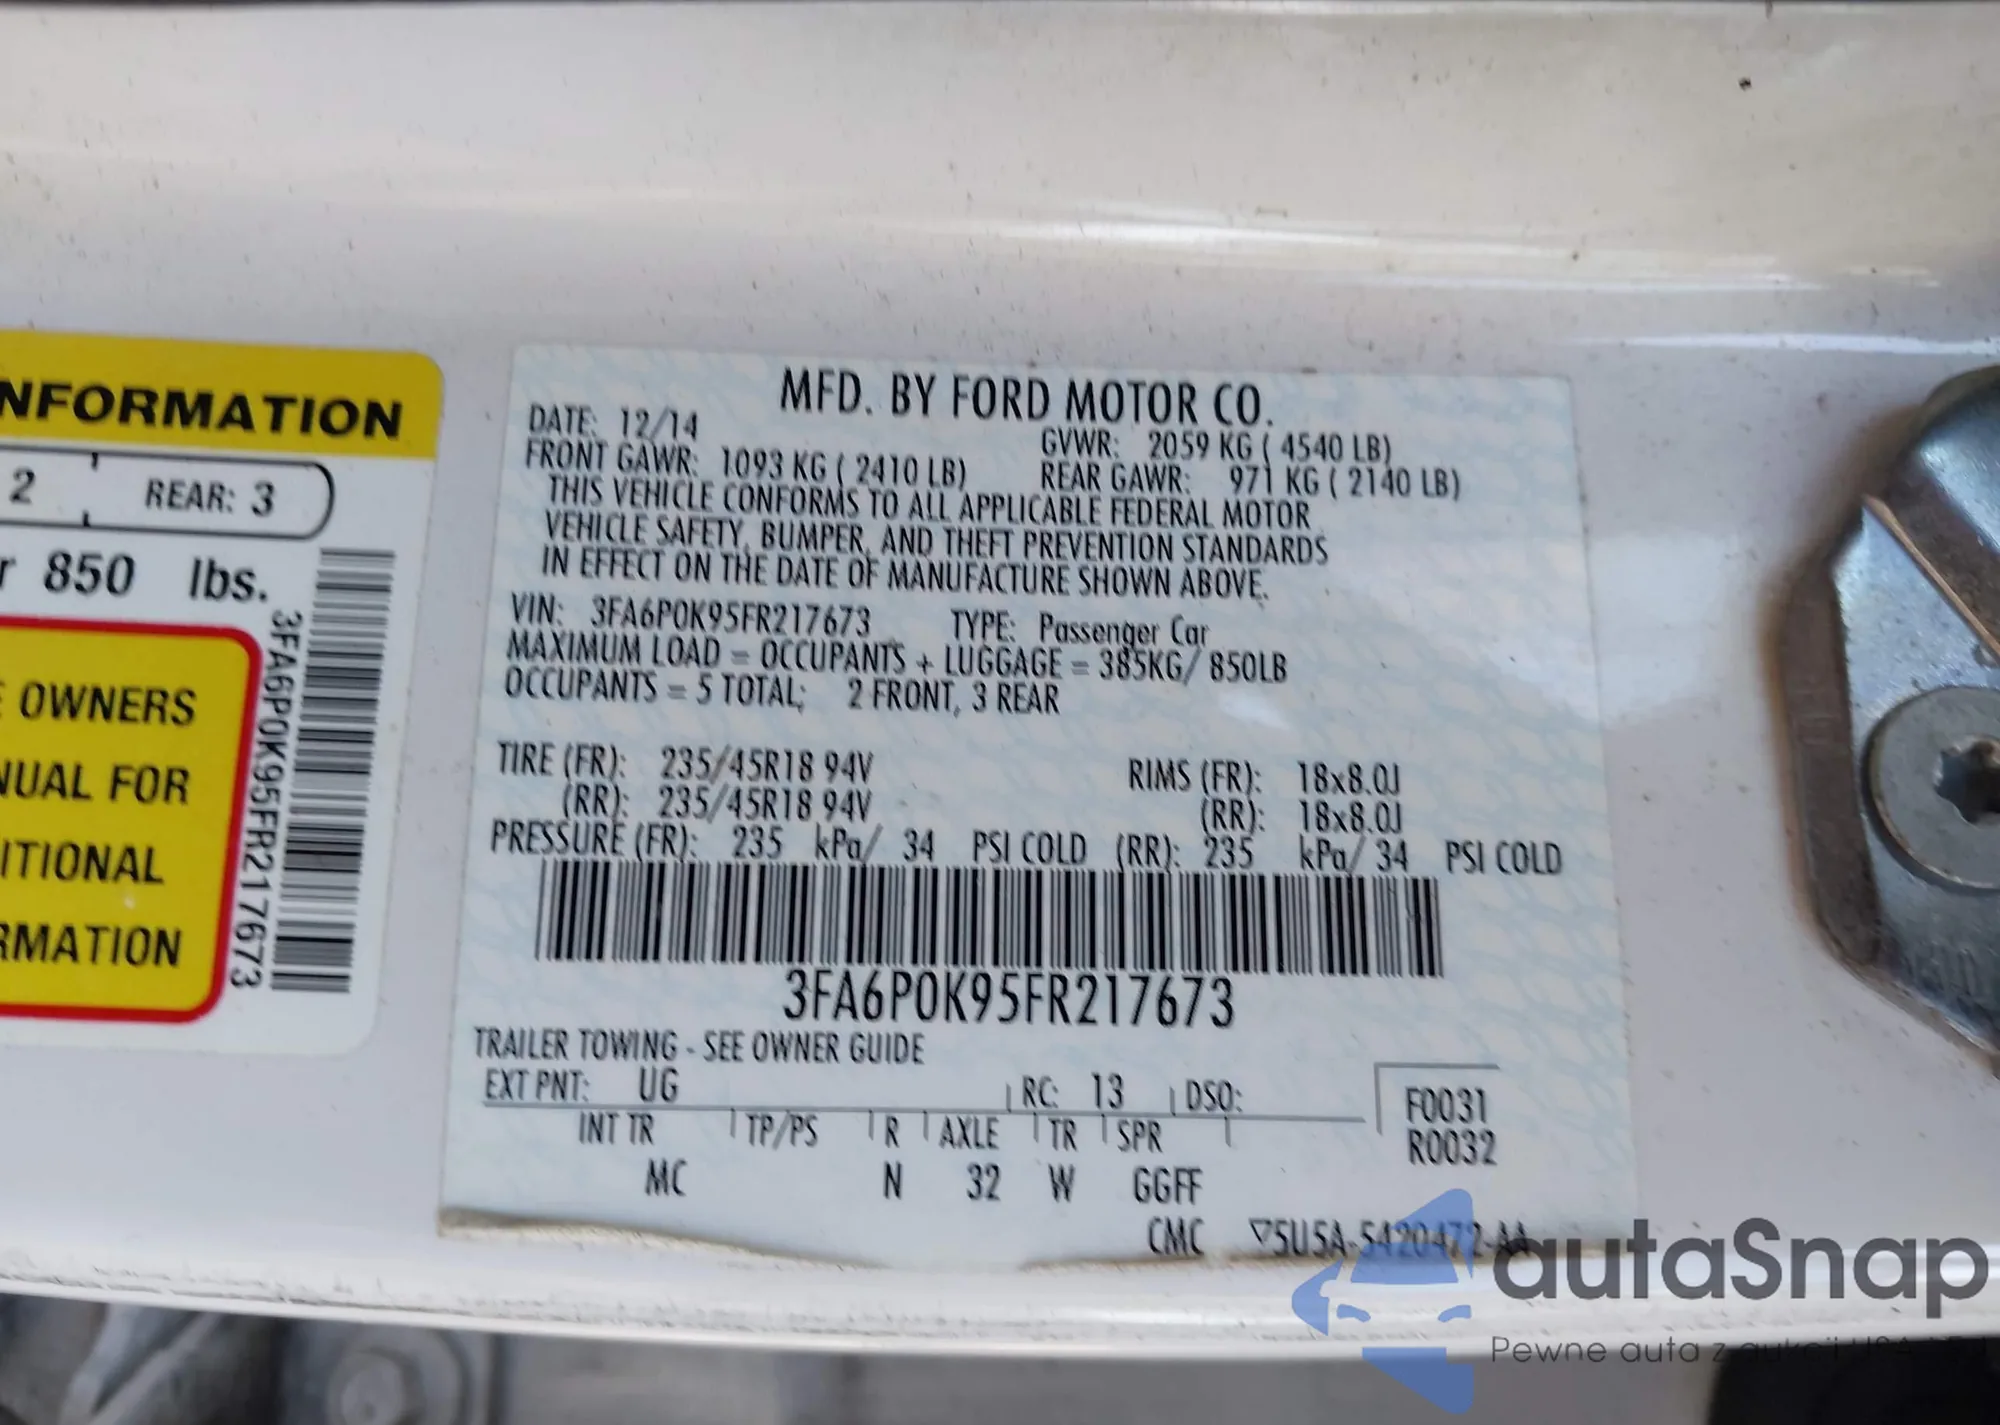 NFORMATION
2 REAR: 3
r 850 lbs.
OWNERS
NUAL FOR
ITIONAL
RMATION
3FA6P0K95FR217673
MFD. BY FORD MOTOR CO.
DATE: 12/14 GVWR: 2059 KG ( 4540 LB)
FRONT GAWR: 1093 KG ( 2410 LB) REAR GAWR: 971 KG ( 2140 LB)
THIS VEHICLE CONFORMS TO ALL APPLICABLE FEDERAL MOTOR
VEHICLE SAFETY, BUMPER, AND THEFT PREVENTION STANDARDS
IN EFFECT ON THE DATE OF MANUFACTURE SHOWN ABOVE.
VIN: 3FA6P0K95FR217673 TYPE: Passenger Car
MAXIMUM LOAD = OCCUPANTS + LUGGAGE = 385KG/ 850LB
OCCUPANTS = 5 TOTAL; 2 FRONT, 3 REAR
TIRE (FR): 235/45R18 94V RIMS (FR): 18x8.0J
(RR): 235/45R18 94V (RR): 18x8.0J
PRESSURE (FR): 235 kPa/ 34 PSI COLD (RR): 235 kPa/ 34 PSI COLD
3FA6P0K95FR217673
TRAILER TOWING - SEE OWNER GUIDE
EXT PNT: UG RC: 13 DSO: F0031
INT TR TP/PS R AXLE TR SPR R0032
MC N 32 W GGFF
CMC ▽5U5A-5420472-AA
autaSnap
Pewne auta z aukcji USA